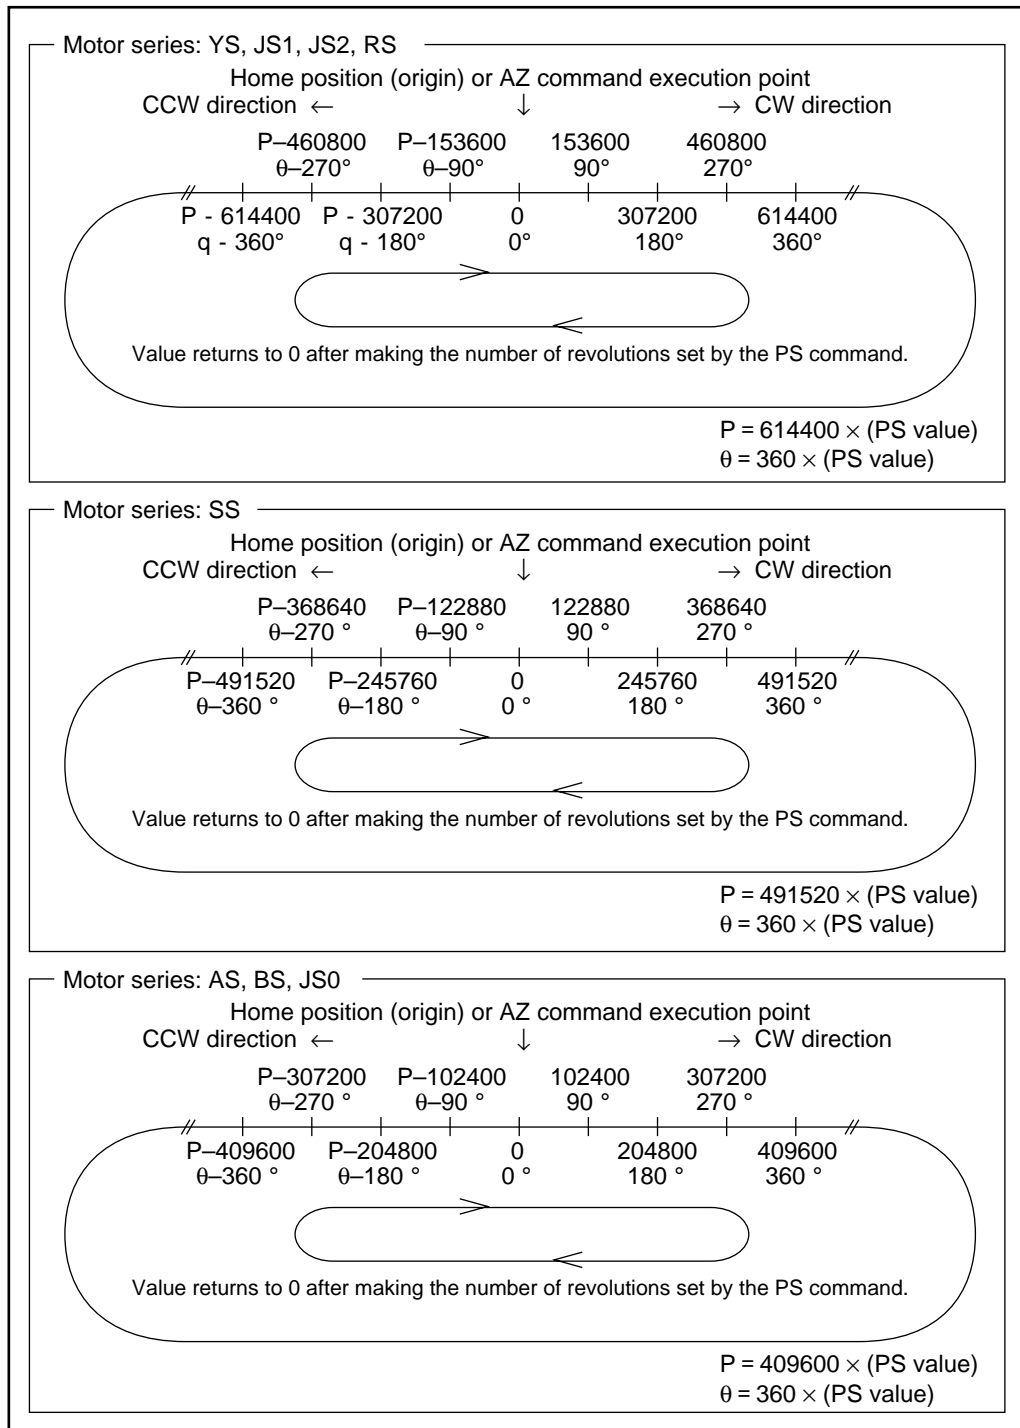 Motor series: YS, JS1, JS2, RS
Home position (origin) or AZ command execution point
CCW direction ← ↓ → CW direction
P–460800 P–153600 153600 460800
θ–270° θ–90° 90° 270°
P - 614400 P - 307200 0 307200 614400
q - 360° q - 180° 0° 180° 360°
Value returns to 0 after making the number of revolutions set by the PS command.
P = 614400 × (PS value)
θ = 360 × (PS value)
Motor series: SS
Home position (origin) or AZ command execution point
CCW direction ← ↓ → CW direction
P–368640 P–122880 122880 368640
θ–270 ° θ–90 ° 90 ° 270 °
P–491520 P–245760 0 245760 491520
θ–360 ° θ–180 ° 0 ° 180 ° 360 °
Value returns to 0 after making the number of revolutions set by the PS command.
P = 491520 × (PS value)
θ = 360 × (PS value)
Motor series: AS, BS, JS0
Home position (origin) or AZ command execution point
CCW direction ← ↓ → CW direction
P–307200 P–102400 102400 307200
θ–270 ° θ–90 ° 90 ° 270 °
P–409600 P–204800 0 204800 409600
θ–360 ° θ–180 ° 0 ° 180 ° 360 °
Value returns to 0 after making the number of revolutions set by the PS command.
P = 409600 × (PS value)
θ = 360 × (PS value)